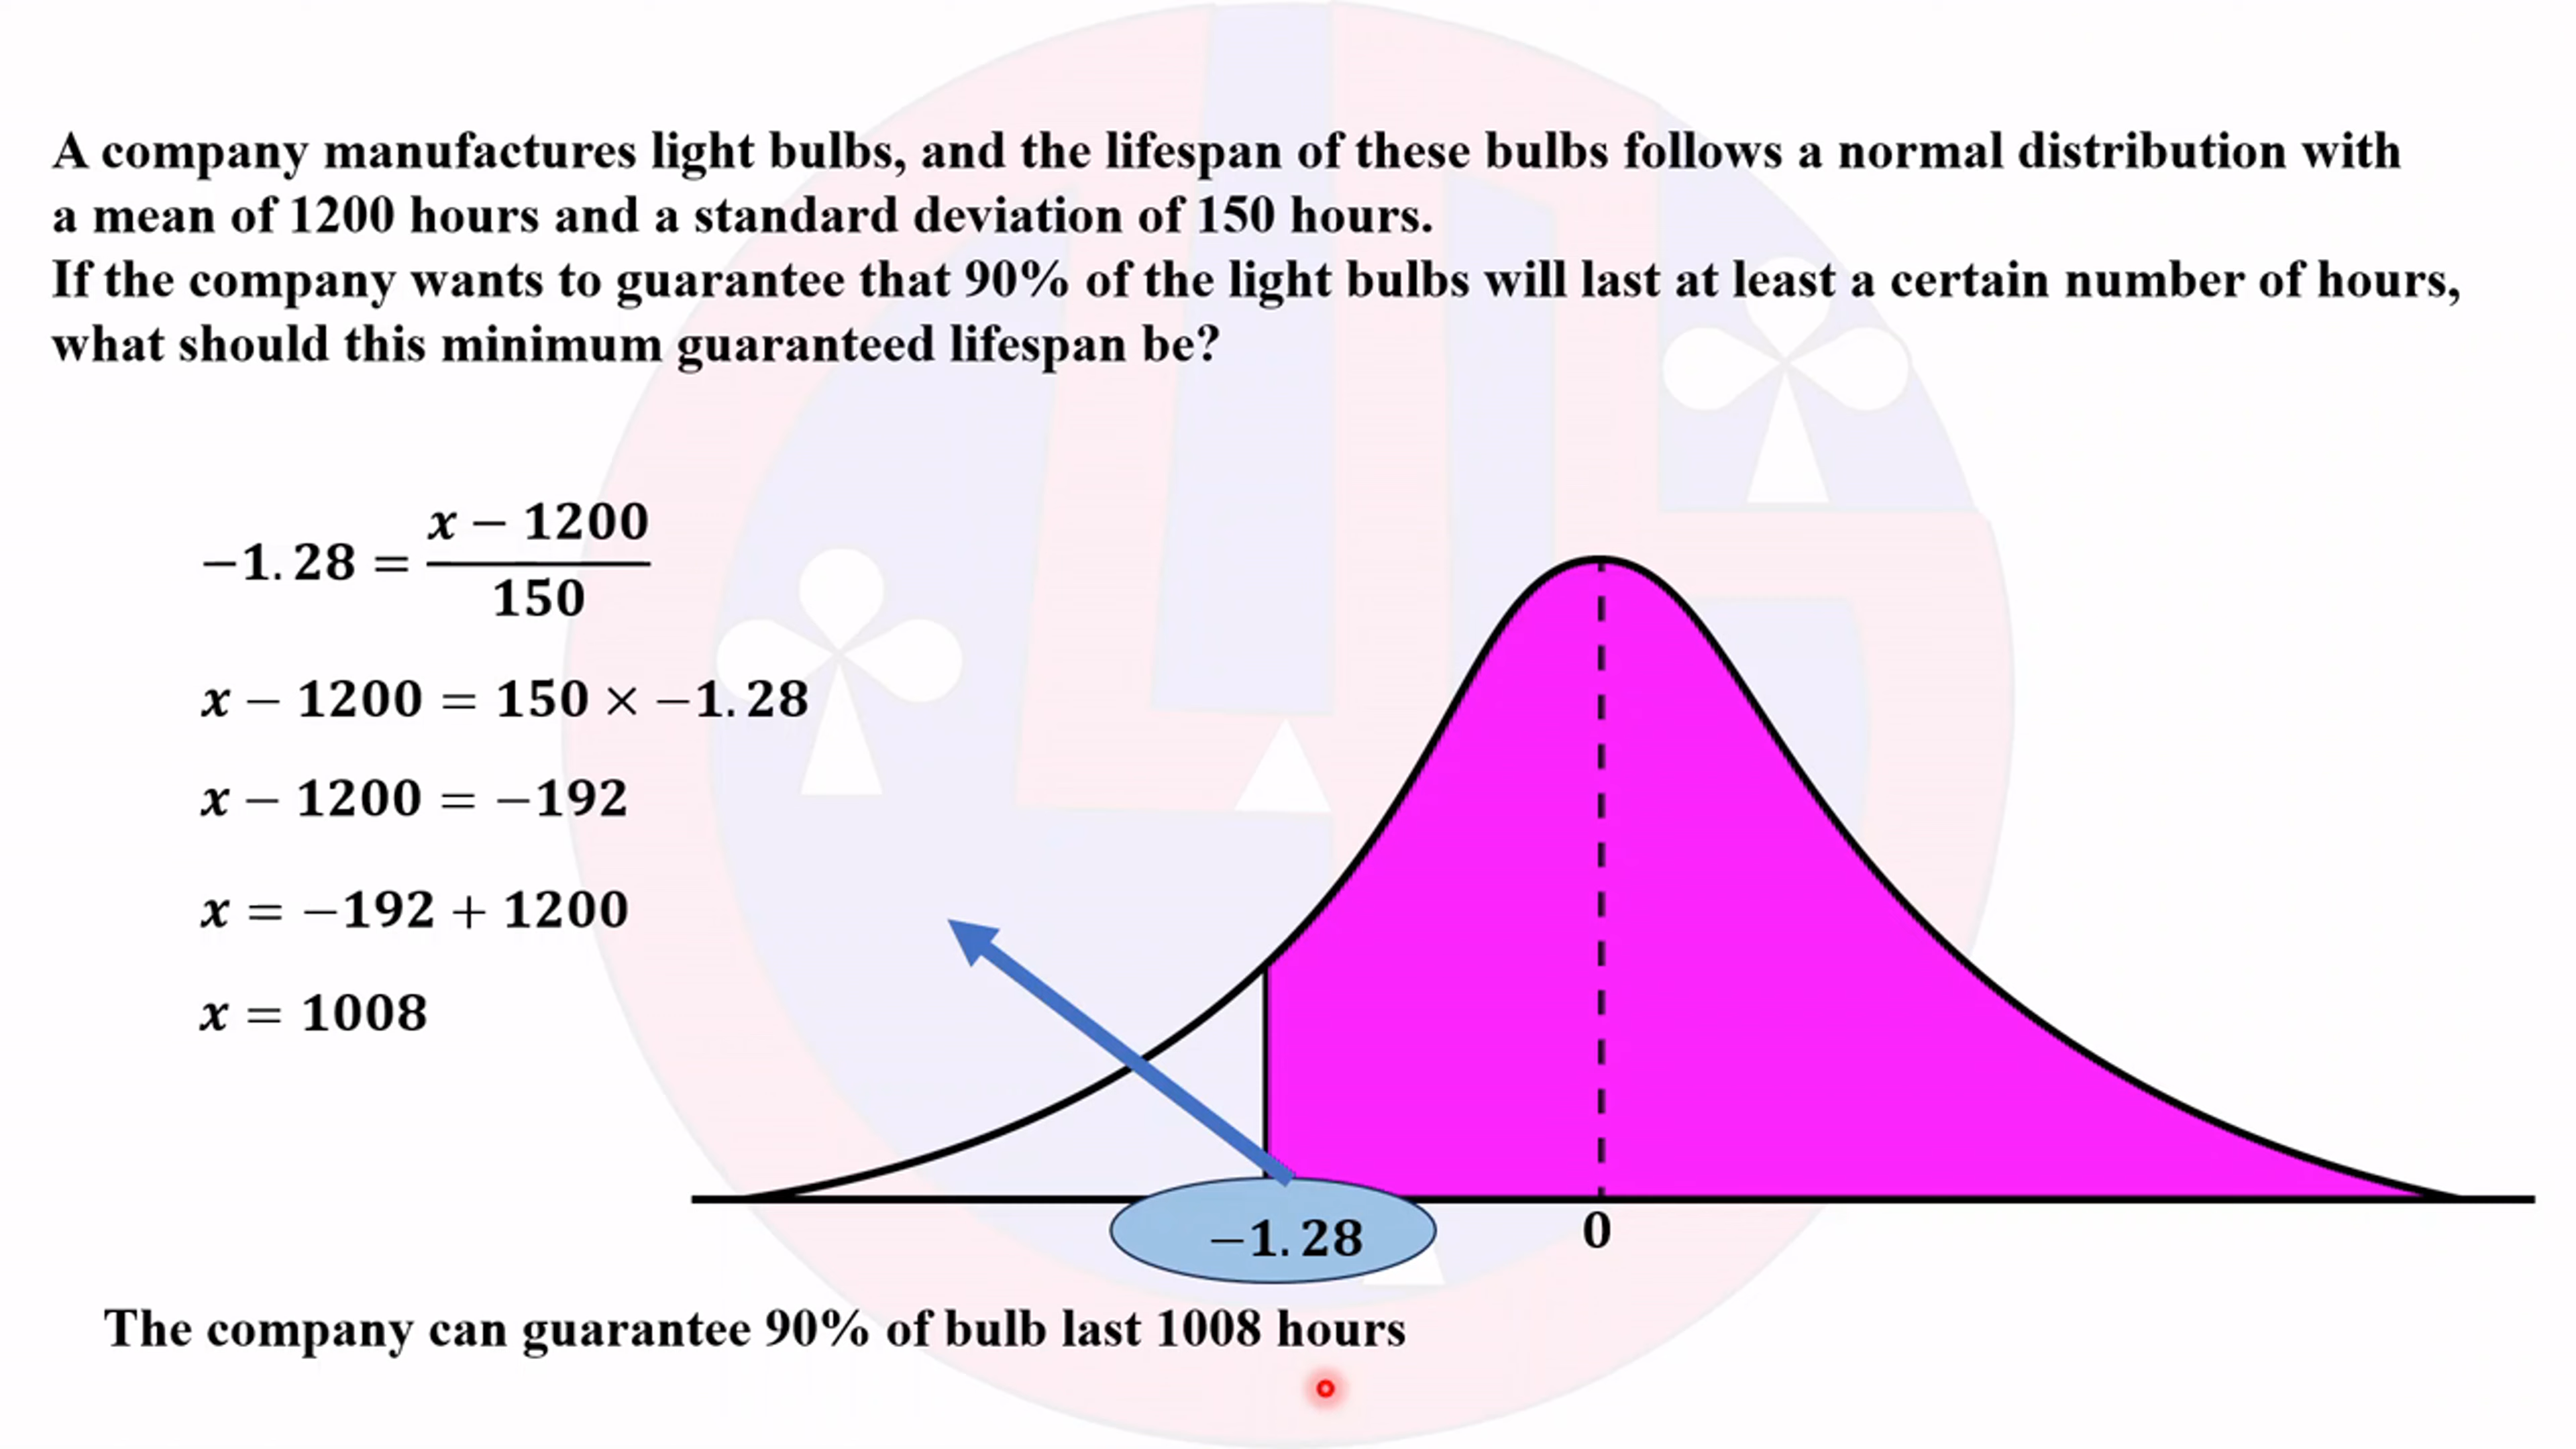 A company manufactures light bulbs, and the lifespan of these bulbs follows a normal distribution with
a mean of 1200 hours and a standard deviation of 150 hours.
If the company wants to guarantee that 90% of the light bulbs will last at least a certain number of hours,
what should this minimum guaranteed lifespan be?
−1.28 = (x − 1200)/150
x − 1200 = 150 × −1.28
x − 1200 = −192
x = −192 + 1200
x = 1008
−1.28
0
The company can guarantee 90% of bulb last 1008 hours